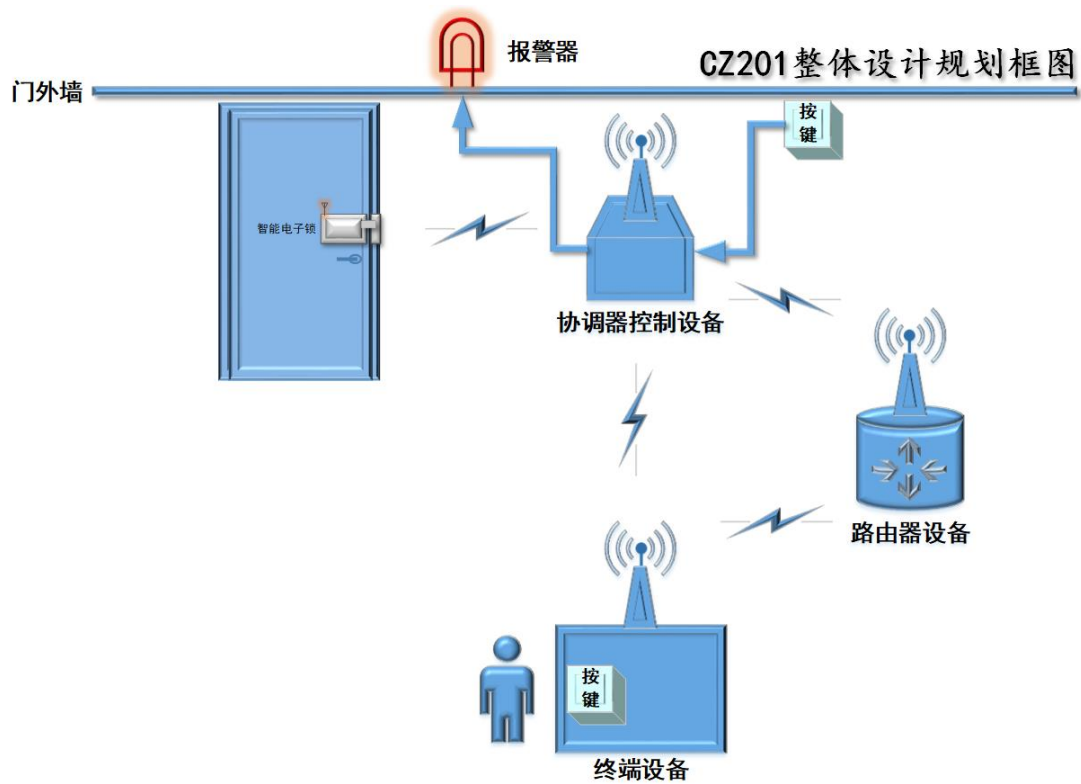 报警器
CZ201整体设计规划框图
门外墙
按
键
智能电子锁
协调器控制设备
路由器设备
按
键
终端设备